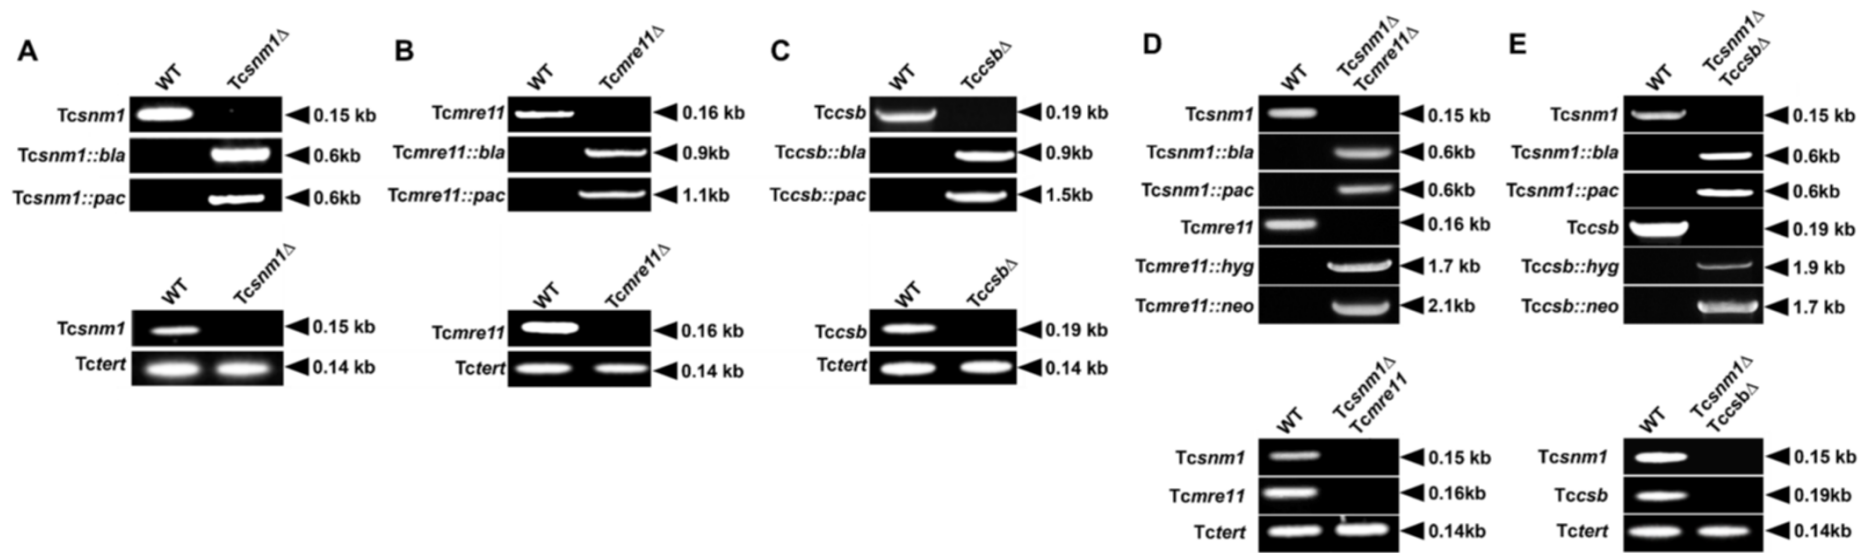 A
WT
Tcsnm1Δ
Tcsnm1
0.15 kb
Tcsnm1::bla
0.6kb
Tcsnm1::pac
0.6kb
WT
Tcsnm1Δ
Tcsnm1
0.15 kb
Tctert
0.14 kb
B
WT
Tcmre11Δ
Tcmre11
0.16 kb
Tcmre11::bla
0.9kb
Tcmre11::pac
1.1kb
WT
Tcmre11Δ
Tcmre11
0.16 kb
Tctert
0.14 kb
C
WT
TccsbΔ
Tccsb
0.19 kb
Tccsb::bla
0.9kb
Tccsb::pac
1.5kb
WT
TccsbΔ
Tccsb
0.19 kb
Tctert
0.14 kb
D
WT
Tcsnm1Δ
Tcmre11Δ
Tcsnm1
0.15 kb
Tcsnm1::bla
0.6kb
Tcsnm1::pac
0.6kb
Tcmre11
0.16 kb
Tcmre11::hyg
1.7 kb
Tcmre11::neo
2.1kb
WT
Tcsnm1Δ
Tcmre11
Tcsnm1
0.15 kb
Tcmre11
0.16kb
Tctert
0.14kb
E
WT
Tcsnm1Δ
TccsbΔ
Tcsnm1
0.15 kb
Tcsnm1::bla
0.6kb
Tcsnm1::pac
0.6kb
Tccsb
0.19 kb
Tccsb::hyg
1.9 kb
Tccsb::neo
1.7 kb
WT
Tcsnm1Δ
TccsbΔ
Tcsnm1
0.15 kb
Tccsb
0.19kb
Tctert
0.14kb